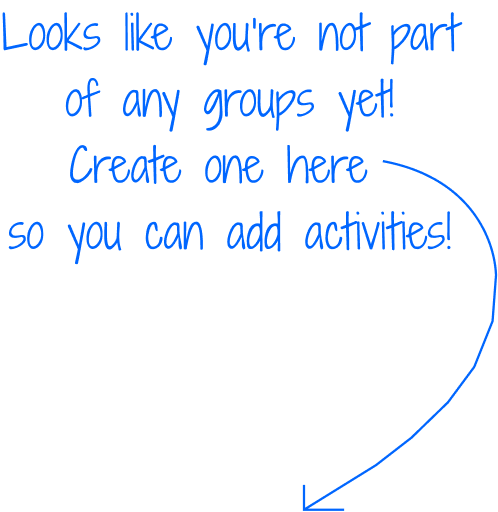 Looks like you're not part
of any groups yet!
Create one here
so you can add activities!